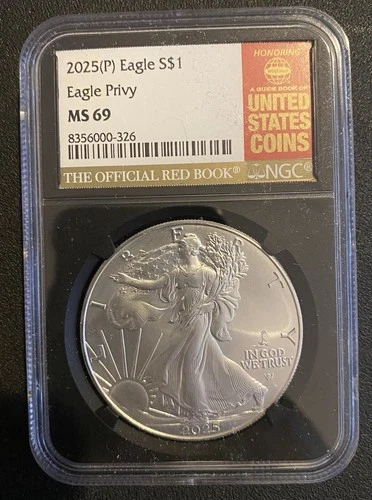 2025(P) Eagle S$1
Eagle Privy
MS 69
8356000-326
HONORING
A GUIDE BOOK OF
UNITED
STATES
COINS
THE OFFICIAL RED BOOK®
NGC®
LIBERTY
IN GOD
WE TRUST
2025